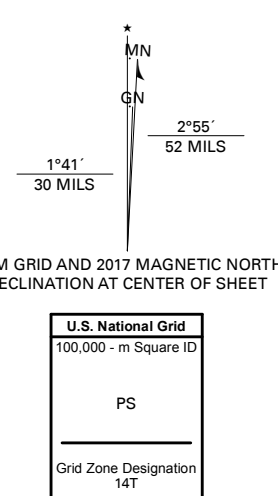 ★
MN
GN
2°55´
52 MILS
1°41´
30 MILS
M GRID AND 2017 MAGNETIC NORTH
ECLINATION AT CENTER OF SHEET
U.S. National Grid
100,000 - m Square ID
PS
Grid Zone Designation
14T